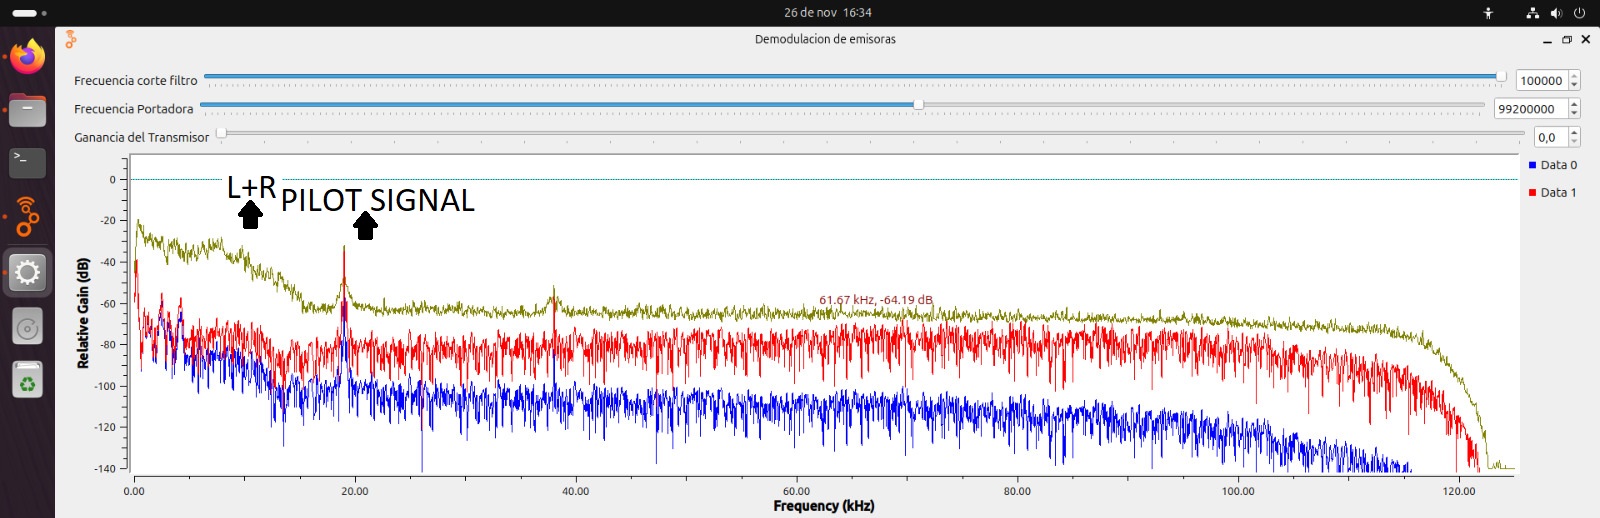 26 de nov 16:34
Demodulacion de emisoras
Frecuencia corte filtro
100000
Frecuencia Portadora
99200000
Ganancia del Transmisor
0,0
Data 0
Data 1
L+R
PILOT SIGNAL
61.67 kHz, -64.19 dB
Relative Gain (dB)
0
-20
-40
-60
-80
-100
-120
-140
0.00 20.00 40.00 60.00 80.00 100.00 120.00
Frequency (kHz)